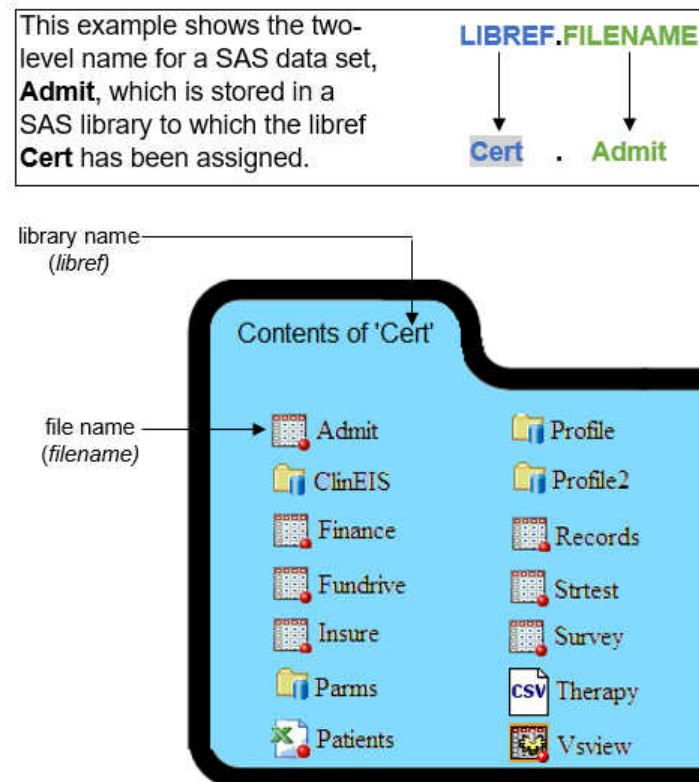 This example shows the two-
level name for a SAS data set,
Admit, which is stored in a
SAS library to which the libref
Cert has been assigned.
LIBREF.FILENAME
Cert . Admit
library name
(libref)
Contents of 'Cert'
file name
(filename)
Admit
ClinEIS
Finance
Fundrive
Insure
Parms
Patients
Profile
Profile2
Records
Strtest
Survey
CSV Therapy
Vsview